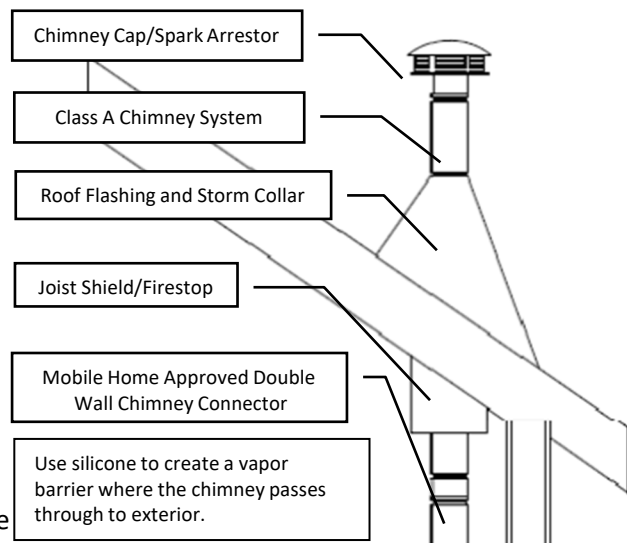 Chimney Cap/Spark Arrestor
Class A Chimney System
Roof Flashing and Storm Collar
Joist Shield/Firestop
Mobile Home Approved Double
Wall Chimney Connector
Use silicone to create a vapor
barrier where the chimney passes
through to exterior.
e